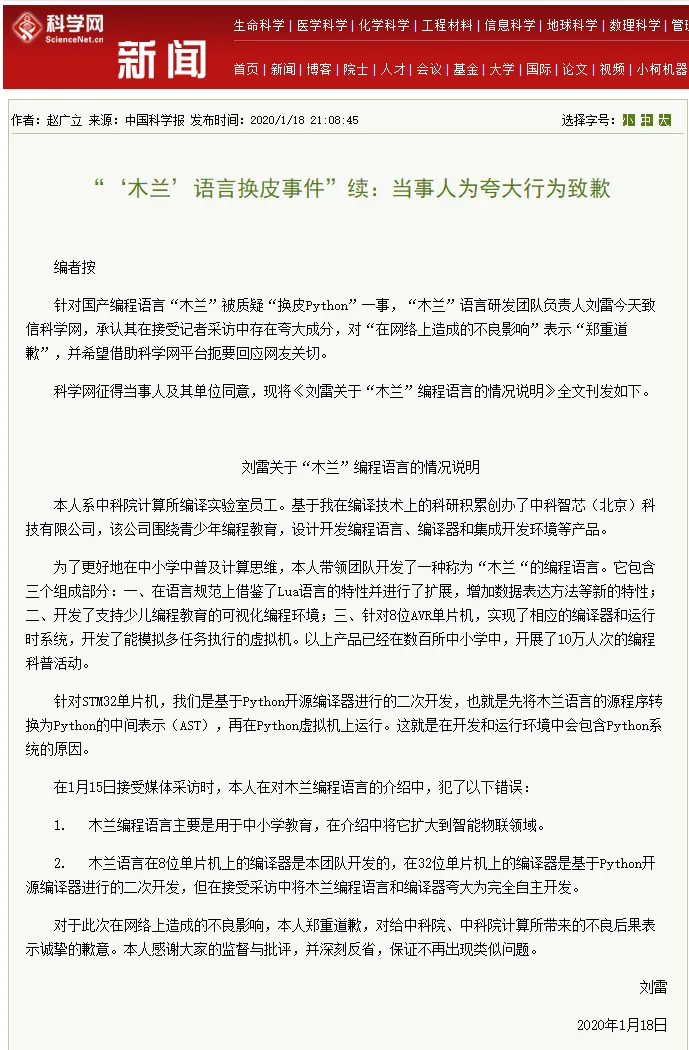 科学网
ScienceNet.cn
新闻
生命科学 | 医学科学 | 化学科学 | 工程材料 | 信息科学 | 地球科学 | 数理科学 |
首页 | 新闻 | 博客 | 院士 | 人才 | 会议 | 基金 | 大学 | 国际 | 论文 | 视频 | 小柯机器
作者：赵广立 来源：中国科学报 发布时间：2020/1/18 21:08:45
选择字号：小 中 大
“‘木兰’语言换皮事件”续：当事人为夸大行为致歉
编者按
针对国产编程语言“木兰”被质疑“换皮Python”一事，“木兰”语言研发团队负责人刘雷今天致
信科学网，承认其在接受记者采访中存在夸大成分，对“在网络上造成的不良影响”表示“郑重道
歉”，并希望借助科学网平台扼要回应网友关切。
科学网征得当事人及其单位同意，现将《刘雷关于“木兰”编程语言的情况说明》全文刊发如下。
刘雷关于“木兰”编程语言的情况说明
本人系中科院计算所编译实验室员工。基于我在编译技术上的科研积累创办了中科智芯（北京）科
技有限公司，该公司围绕青少年编程教育，设计开发编程语言、编译器和集成开发环境等产品。
为了更好地在中小学中普及计算思维，本人带领团队开发了一种称为“木兰“的编程语言。它包含
三个组成部分：一、在语言规范上借鉴了Lua语言的特性并进行了扩展，增加数据表达方法等新的特性；
二、开发了支持少儿编程教育的可视化编程环境；三、针对8位AVR单片机，实现了相应的编译器和运行
时系统，开发了能模拟多任务执行的虚拟机。以上产品已经在数百所中小学中，开展了10万人次的编程
科普活动。
针对STM32单片机，我们是基于Python开源编译器进行的二次开发，也就是先将木兰语言的源程序转
换为Python的中间表示（AST），再在Python虚拟机上运行。这就是在开发和运行环境中会包含Python系
统的原因。
在1月15日接受媒体采访时，本人在对木兰编程语言的介绍中，犯了以下错误：
1. 木兰编程语言主要是用于中小学教育，在介绍中将它扩大到智能物联领域。
2. 木兰语言在8位单片机上的编译器是本团队开发的，在32位单片机上的编译器是基于Python开
源编译器进行的二次开发，但在接受采访中将木兰编程语言和编译器夸大为完全自主开发。
对于此次在网络上造成的不良影响，本人郑重道歉，对给中科院、中科院计算所带来的不良后果表
示诚挚的歉意。本人感谢大家的监督与批评，并深刻反省，保证不再出现类似问题。
刘雷
2020年1月18日